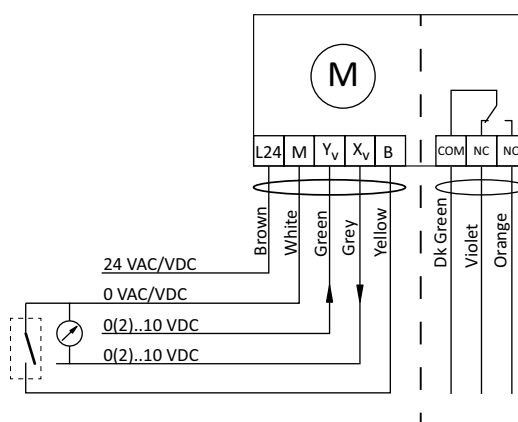 M
L24 M Yv Xv B COM NC NO
Brown White Green Grey Yellow Dk Green Violet Orange
24 VAC/VDC
0 VAC/VDC
0(2)..10 VDC
0(2)..10 VDC